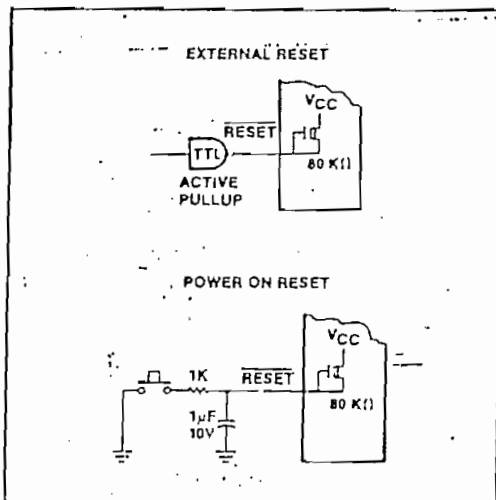 EXTERNAL RESET
VCC
RESET
TTL
80 KΩ
ACTIVE
PULLUP
POWER ON RESET
VCC
1K
RESET
80 KΩ
1μF
10V